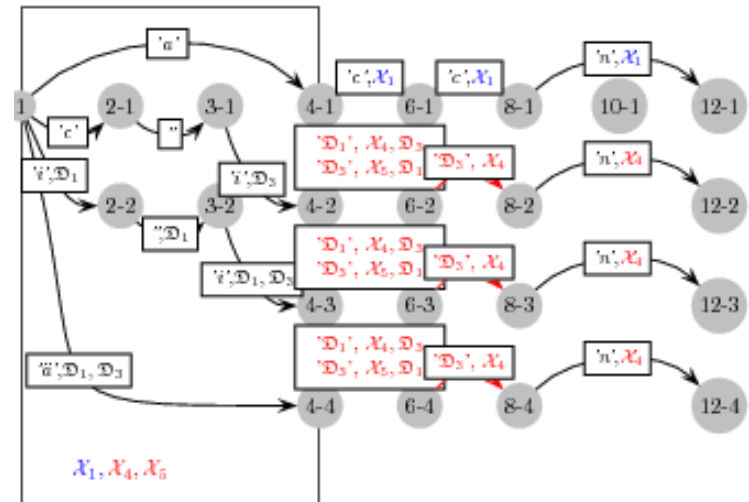 'a'
'c',𝒳₁ 'c',𝒳₁ 'n',𝒳₁
1 2-1 3-1 4-1 6-1 8-1 10-1 12-1
'c' ''
'𝔇₁', 𝒳₄, 𝔇₃
'𝔇₃', 𝒳₅, 𝔇₁
'𝔇₃', 𝒳₄ 'n',𝒳₄
'i',𝔇₁ 'i',𝔇₃
2-2 3-2 4-2 6-2 8-2 12-2
'',𝔇₁
'𝔇₁', 𝒳₄, 𝔇₃
'𝔇₃', 𝒳₅, 𝔇₁
'𝔇₃', 𝒳₄ 'n',𝒳₄
'i',𝔇₁, 𝔇₃
4-3 6-3 8-3 12-3
'𝔇₁', 𝒳₄, 𝔇₃
'𝔇₃', 𝒳₅, 𝔇₁
'𝔇₃', 𝒳₄ 'n',𝒳₄
'ä',𝔇₁, 𝔇₃
4-4 6-4 8-4 12-4
𝒳₁, 𝒳₄, 𝒳₅